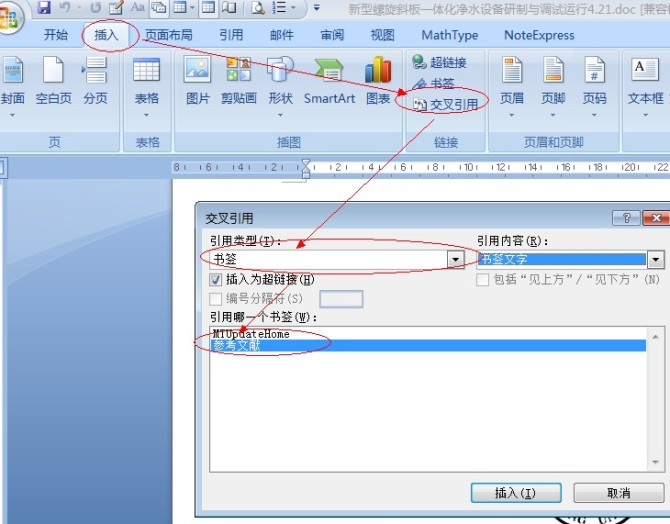 新型螺旋斜板一体化净水设备研制与调试运行4.21.doc [兼容
开始 插入 页面布局 引用 邮件 审阅 视图 MathType NoteExpress
封面 空白页 分页 表格 图片 剪贴画 形状 SmartArt 图表 超链接 书签 交叉引用 页眉 页脚 页码 文本框
页 表格 插图 链接 页眉和页脚
8 6 4 2 2 4 6 8 10 12 14 16 18 20 22
交叉引用
引用类型(T): 引用内容(R):
书签 书签文字
插入为超链接(H) 包括“见上方”/“见下方”(N)
编号分隔符(S)
引用哪一个书签(W):
MTUpdateHome
参考文献
插入(I) 取消